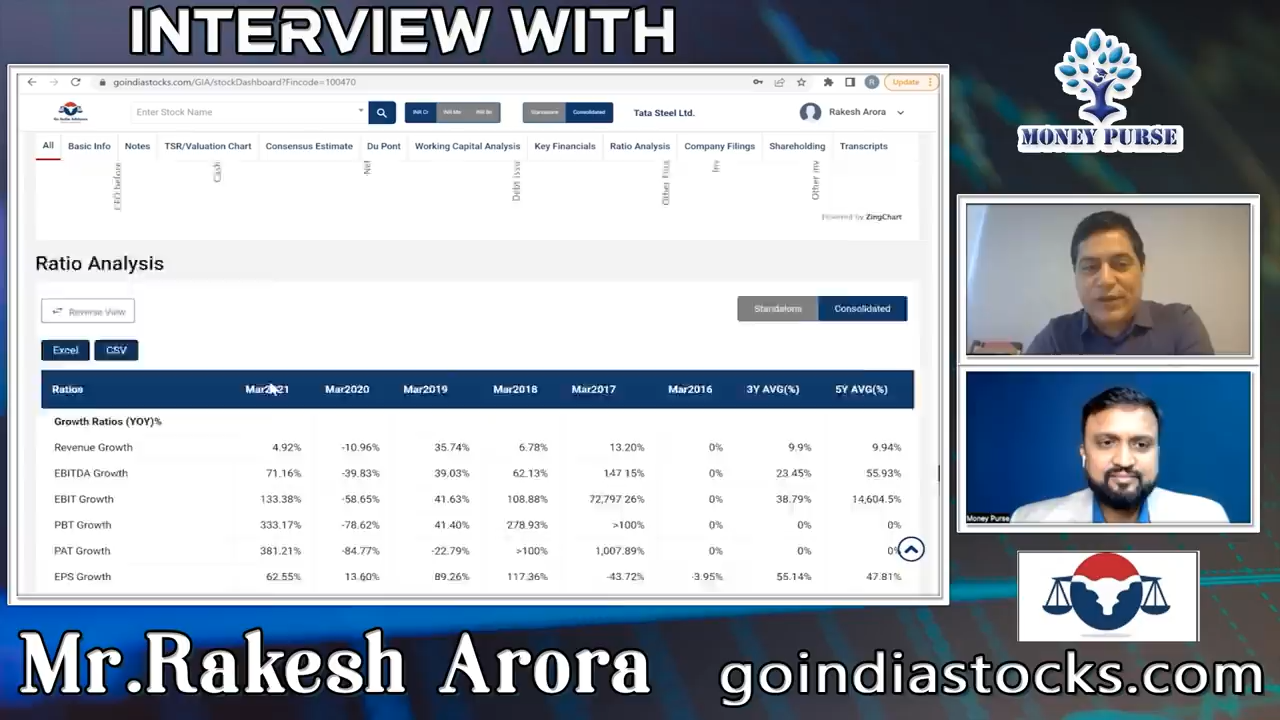 INTERVIEW WITH
MONEY PURSE
goindiastocks.com/GIA/stockDashboard?Fincode=100470
R
Update
Enter Stock Name
INR Cr
Standalone
Consolidated
Tata Steel Ltd.
Rakesh Arora
All Basic Info Notes TSR/Valuation Chart Consensus Estimate Du Pont Working Capital Analysis Key Financials Ratio Analysis Company Filings Shareholding Transcripts
Cash
Powered by ZingChart
Ratio Analysis
Reverse View
Standalone Consolidated
Excel CSV
Ratios Mar2021 Mar2020 Mar2019 Mar2018 Mar2017 Mar2016 3Y AVG(%) 5Y AVG(%)
Growth Ratios (YOY)%
Revenue Growth 4.92% -10.96% 35.74% 6.78% 13.20% 0% 9.9% 9.94%
EBITDA Growth 71.16% -39.83% 39.03% 62.13% 147.15% 0% 23.45% 55.93%
EBIT Growth 133.38% -58.65% 41.63% 108.88% 72,797.26% 0% 38.79% 14,604.5%
PBT Growth 333.17% -78.62% 41.40% 278.93% >100% 0% 0% 0%
PAT Growth 381.21% -84.77% -22.79% >100% 1,007.89% 0% 0% 0%
EPS Growth 62.55% 13.60% 89.26% 117.36% -43.72% -3.95% 55.14% 47.81%
Money Purse
Mr.Rakesh Arora
goindiastocks.com